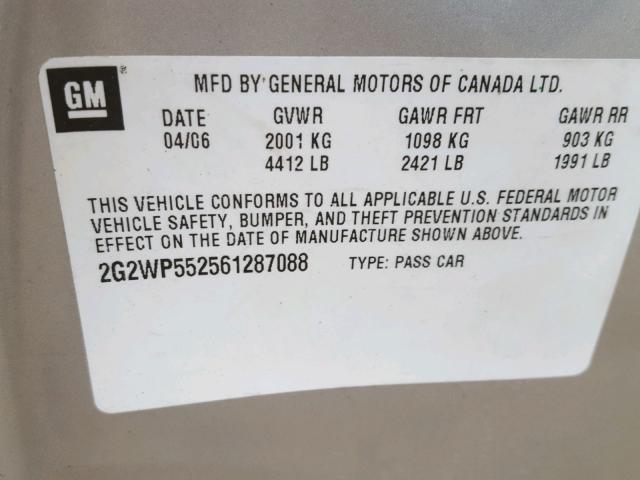 GM ®
MFD BY GENERAL MOTORS OF CANADA LTD.
DATE GVWR GAWR FRT GAWR RR
04/06 2001 KG 1098 KG 903 KG
4412 LB 2421 LB 1991 LB
THIS VEHICLE CONFORMS TO ALL APPLICABLE U.S. FEDERAL MOTOR
VEHICLE SAFETY, BUMPER, AND THEFT PREVENTION STANDARDS IN
EFFECT ON THE DATE OF MANUFACTURE SHOWN ABOVE.
2G2WP552561287088 TYPE: PASS CAR